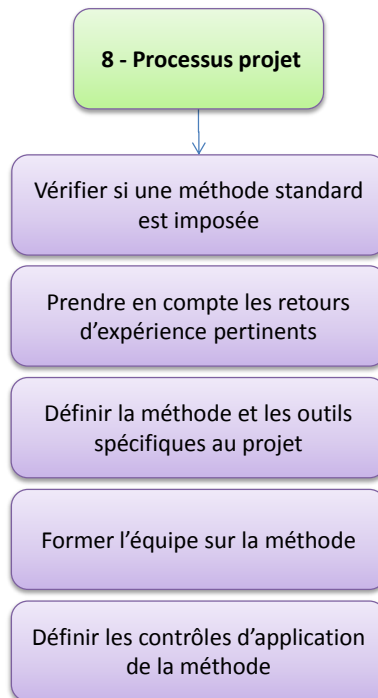 8 - Processus projet
Vérifier si une méthode standard
est imposée
Prendre en compte les retours
d’expérience pertinents
Définir la méthode et les outils
spécifiques au projet
Former l’équipe sur la méthode
Définir les contrôles d’application
de la méthode